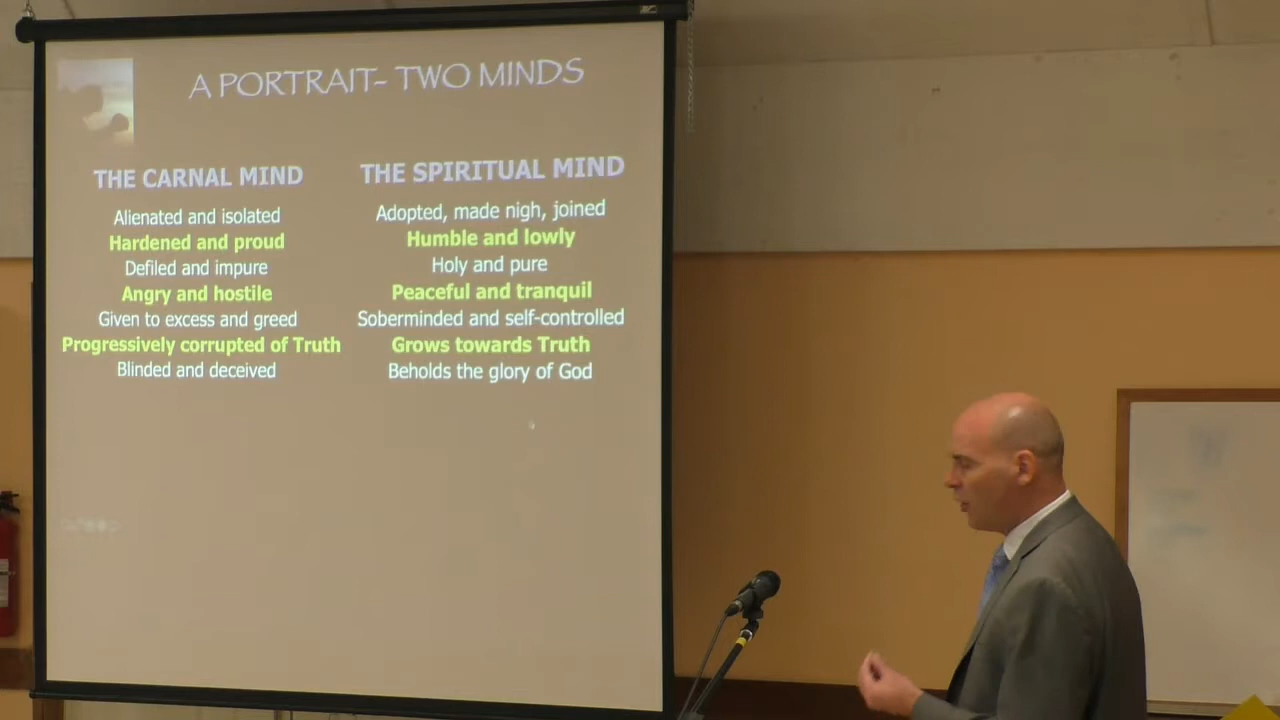 A PORTRAIT- TWO MINDS
THE CARNAL MIND
Alienated and isolated
Hardened and proud
Defiled and impure
Angry and hostile
Given to excess and greed
Progressively corrupted of Truth
Blinded and deceived
THE SPIRITUAL MIND
Adopted, made nigh, joined
Humble and lowly
Holy and pure
Peaceful and tranquil
Soberminded and self-controlled
Grows towards Truth
Beholds the glory of God